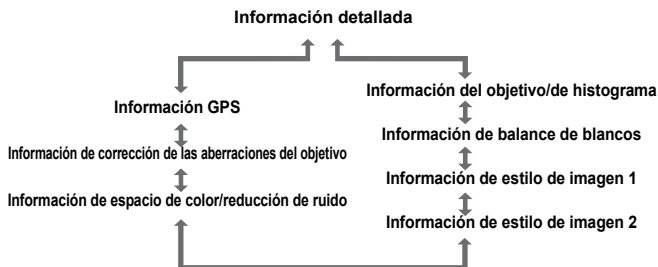 Información detallada
Información del objetivo/de histograma
Información GPS
Información de balance de blancos
Información de corrección de las aberraciones del objetivo
Información de estilo de imagen 1
Información de espacio de color/reducción de ruido
Información de estilo de imagen 2